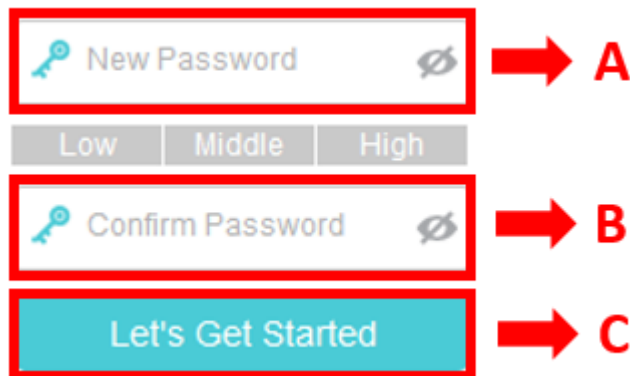 New Password A
Low Middle High
Confirm Password B
Let's Get Started C